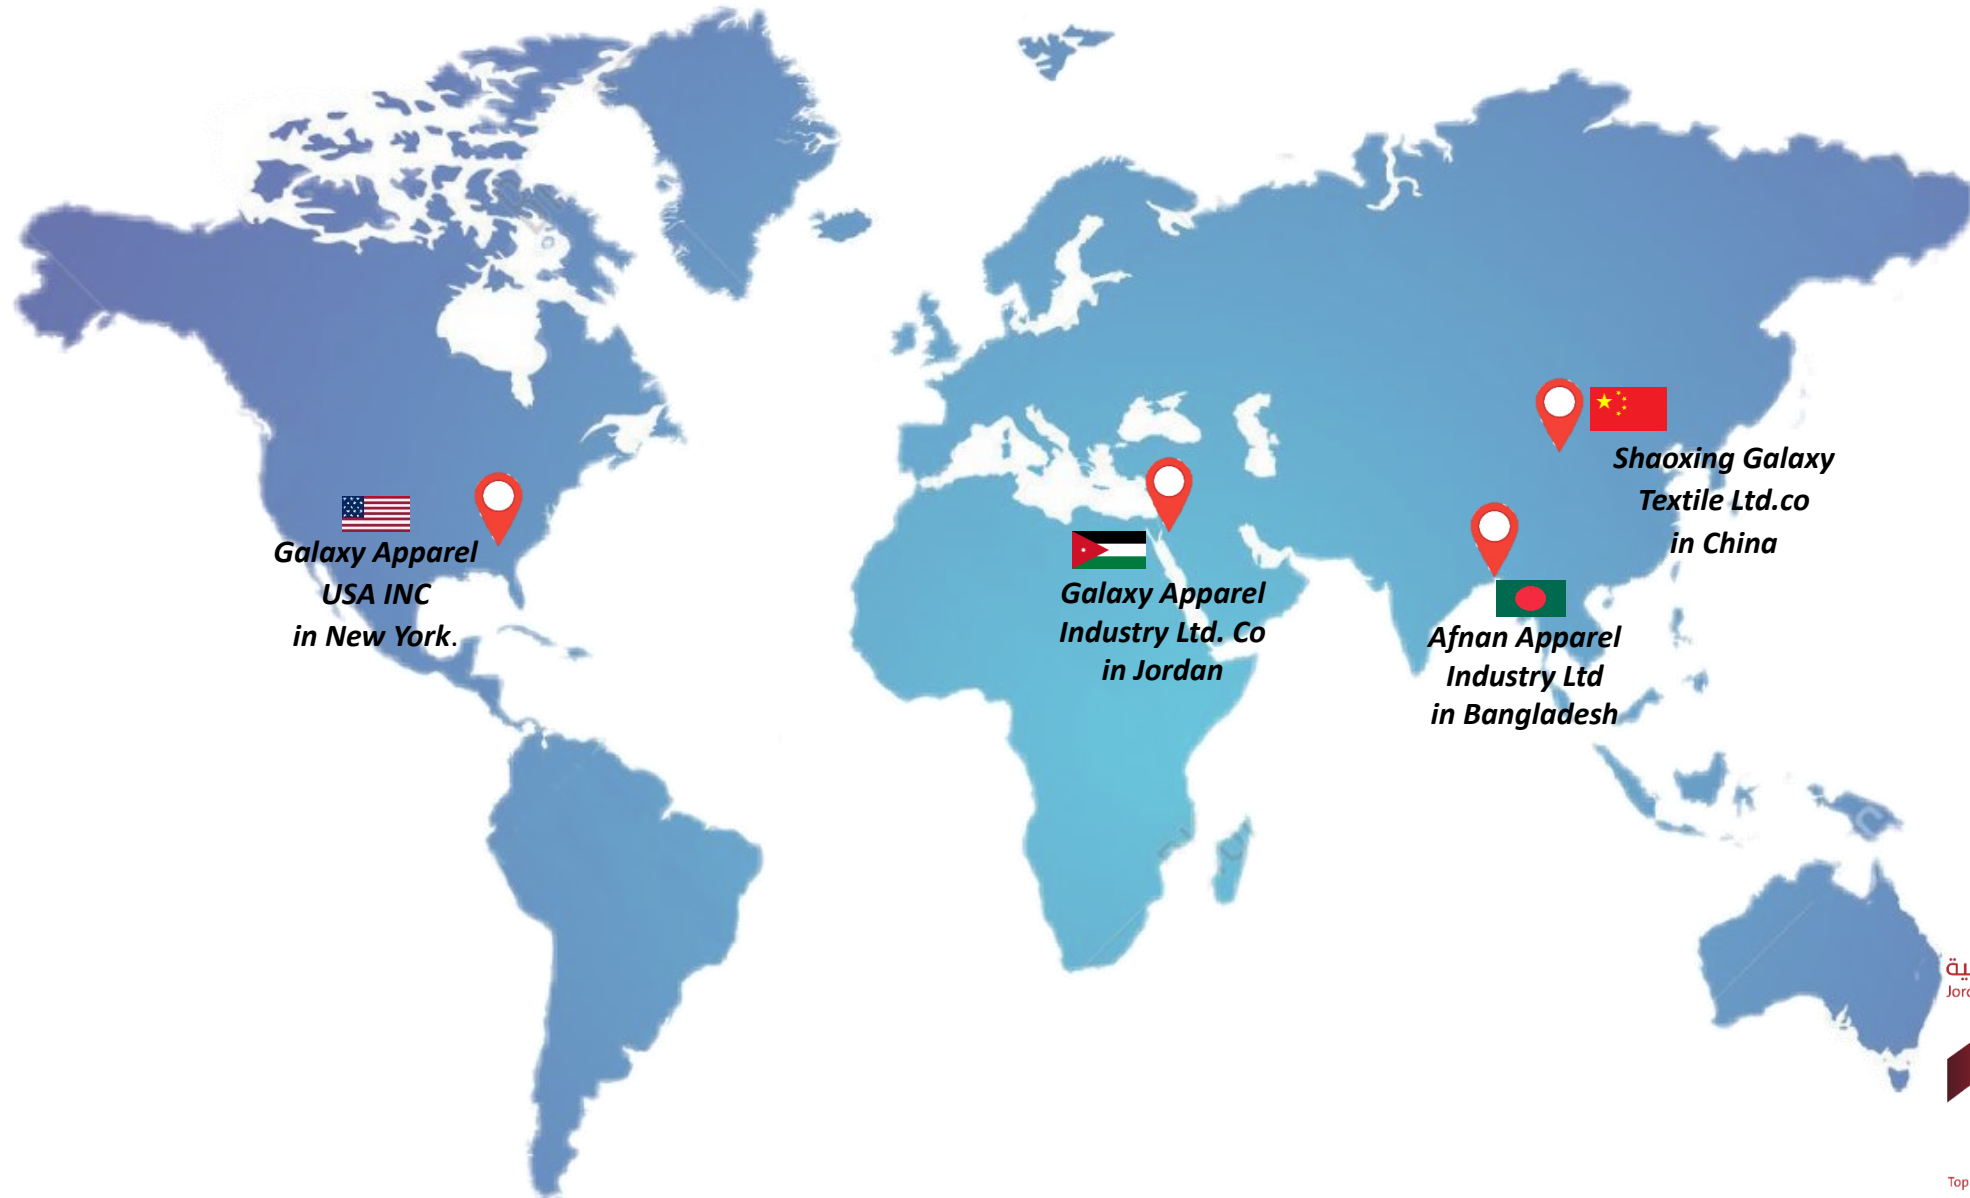 Shaoxing Galaxy
Textile Ltd.co
in China
Galaxy Apparel
USA INC
in New York.
Galaxy Apparel
Industry Ltd. Co
in Jordan
Afnan Apparel
Industry Ltd
in Bangladesh
Top